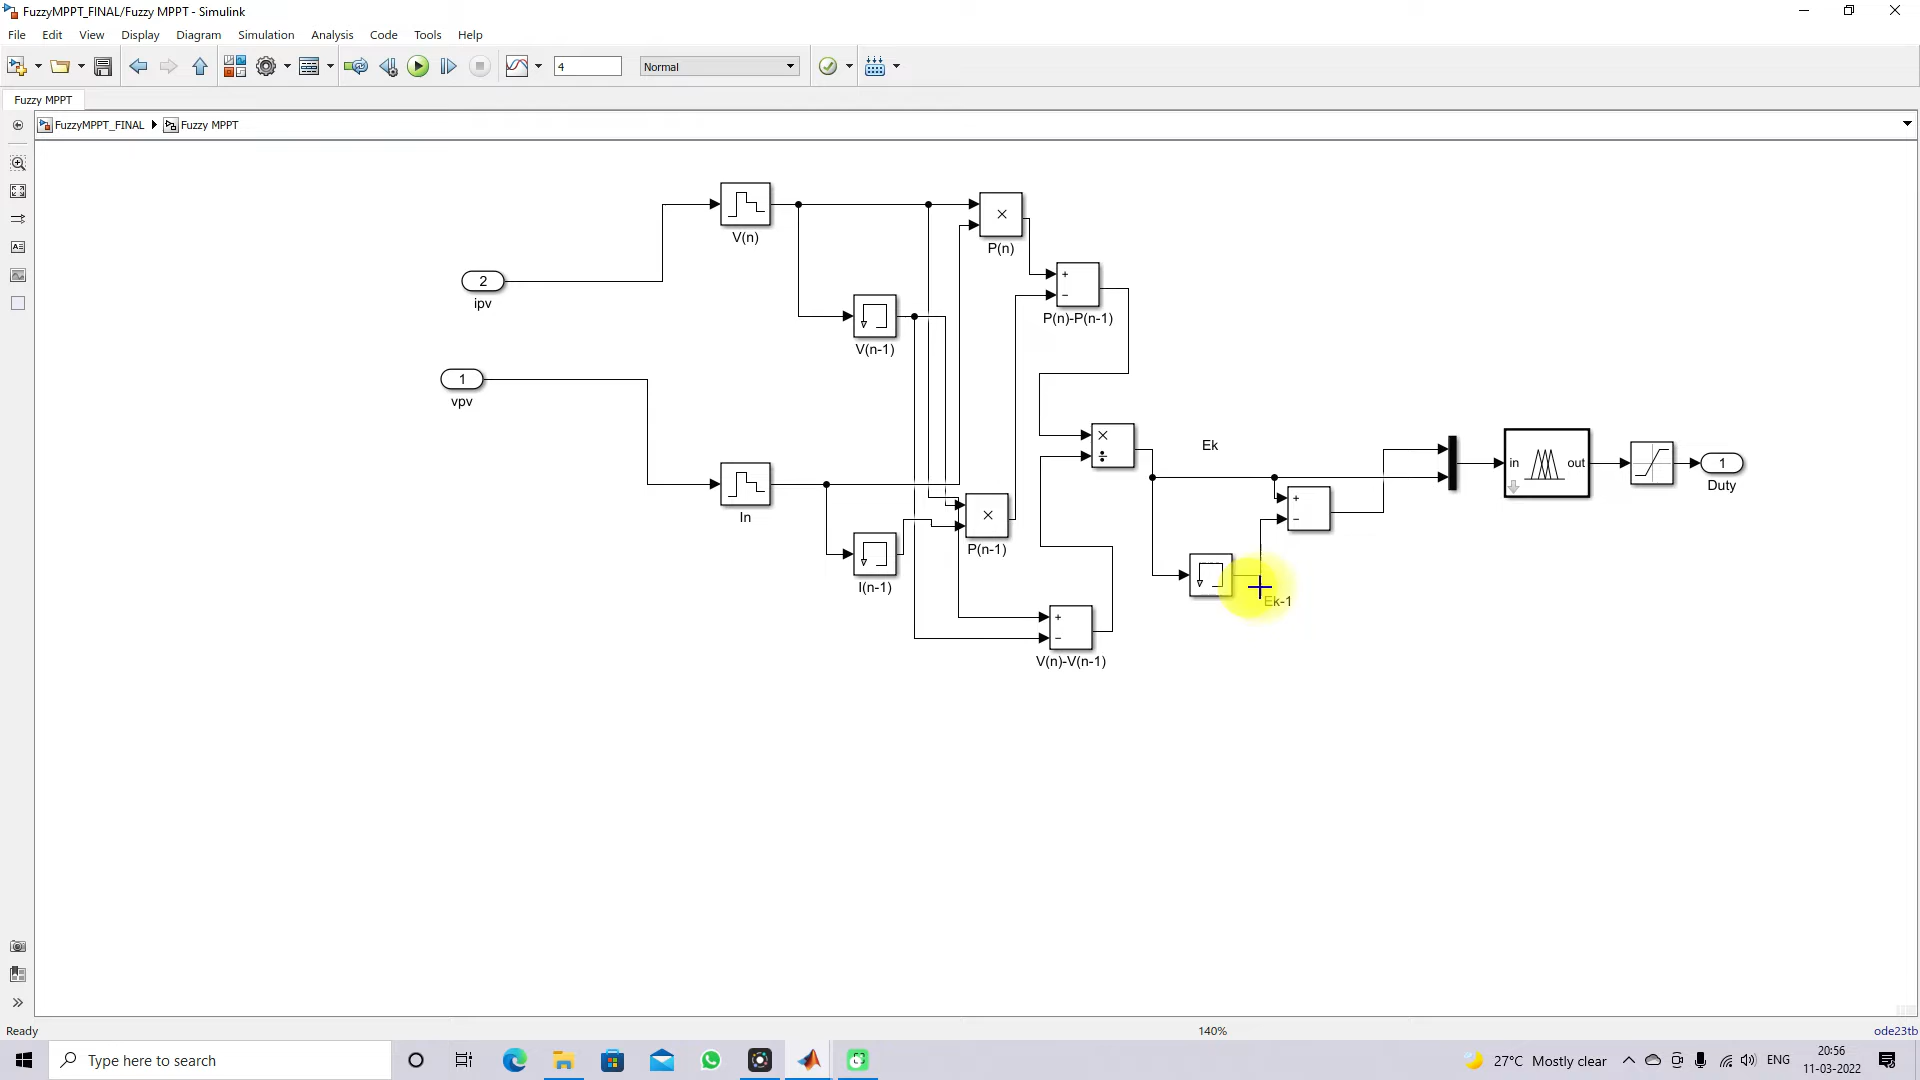 FuzzyMPPT_FINAL/Fuzzy MPPT - Simulink
File Edit View Display Diagram Simulation Analysis Code Tools Help
4
Normal
Fuzzy MPPT
FuzzyMPPT_FINAL
Fuzzy MPPT
V(n)
×
P(n)
2
ipv
+
−
P(n)-P(n-1)
V(n-1)
1
vpv
×
÷
Ek
in
out
1
Duty
In
+
−
×
P(n-1)
I(n-1)
Ek-1
+
−
V(n)-V(n-1)
Ready
140%
ode23tb
Type here to search
27°C Mostly clear
ENG
20:56
11-03-2022